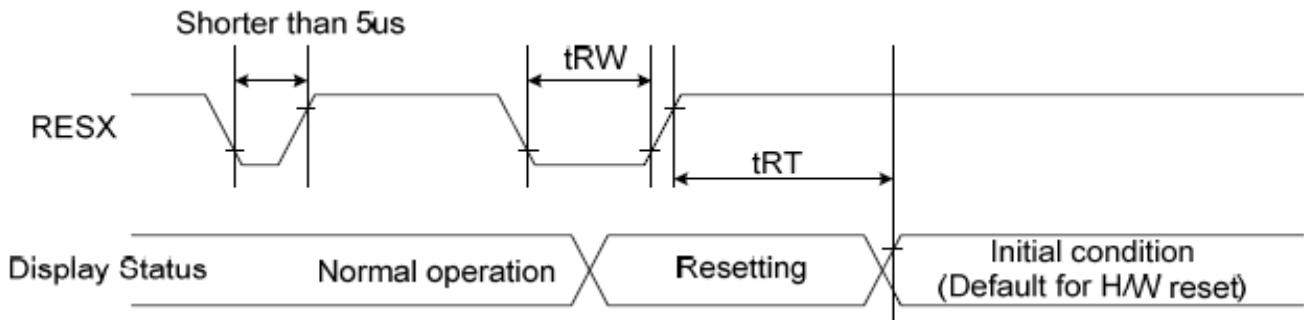 Shorter than 5us
tRW
RESX
tRT
Display Status
Normal operation
Resetting
Initial condition
(Default for H/W reset)